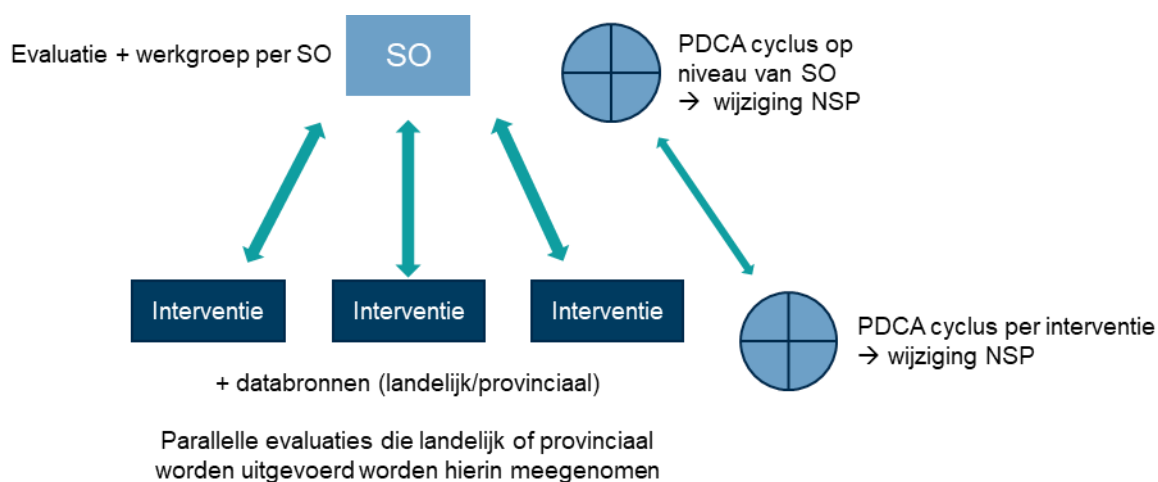 Evaluatie + werkgroep per SO
SO
PDCA cyclus op
niveau van SO
→ wijziging NSP
Interventie
Interventie
Interventie
PDCA cyclus per interventie
→ wijziging NSP
+ databronnen (landelijk/provinciaal)
Parallelle evaluaties die landelijk of provinciaal
worden uitgevoerd worden hierin meegenomen